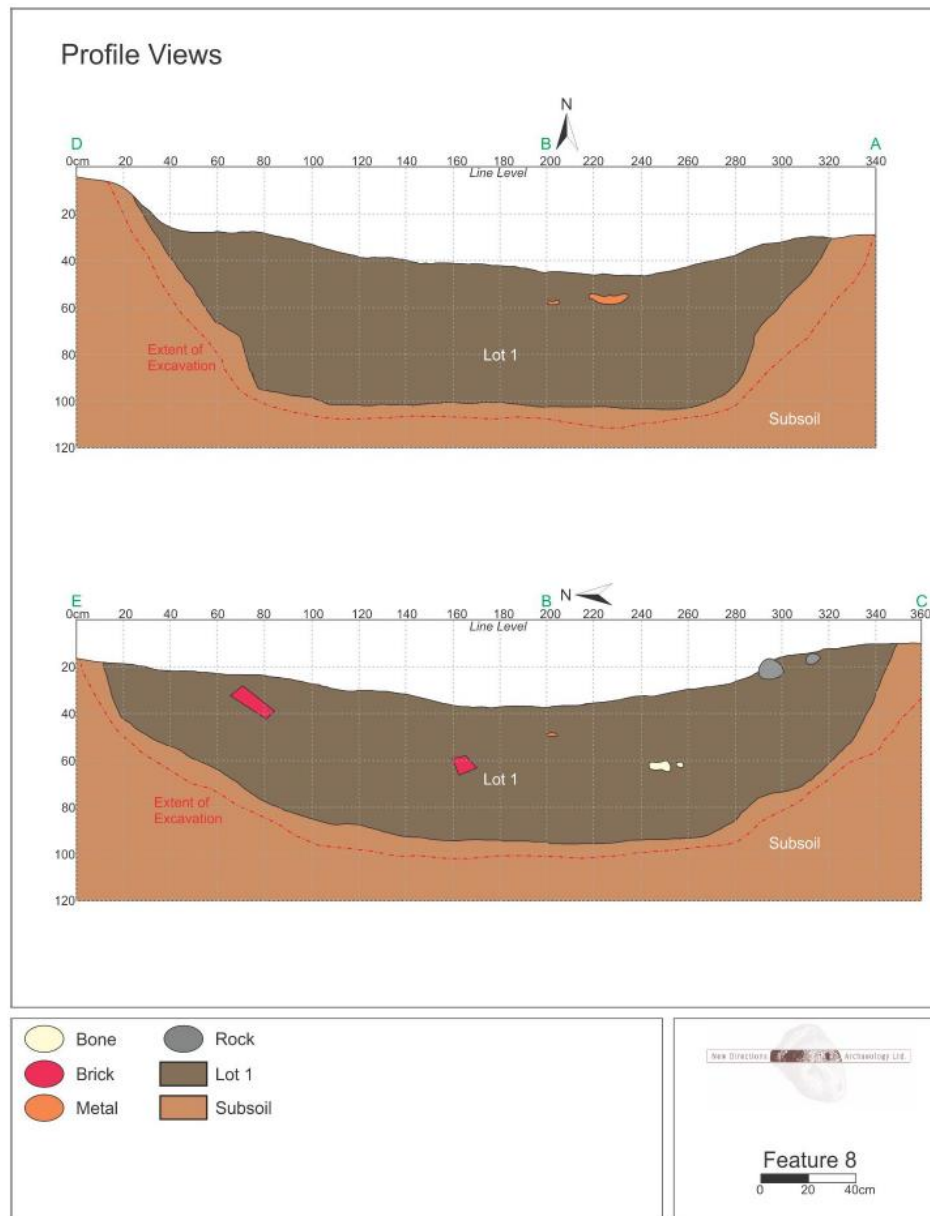 Profile Views
N
D B A
0cm 20 40 60 80 100 120 140 160 180 200 220 240 260 280 300 320 340
Line Level
20
40
60
80
100
120
Extent of
Excavation
Lot 1
Subsoil
N
E B C
0cm 20 40 60 80 100 120 140 160 180 200 220 240 260 280 300 320 340 360
Line Level
20
40
60
80
100
120
Extent of
Excavation
Lot 1
Subsoil
Bone Rock
Brick Lot 1
Metal Subsoil
New Directions Archaeology Ltd.
Feature 8
0 20 40cm